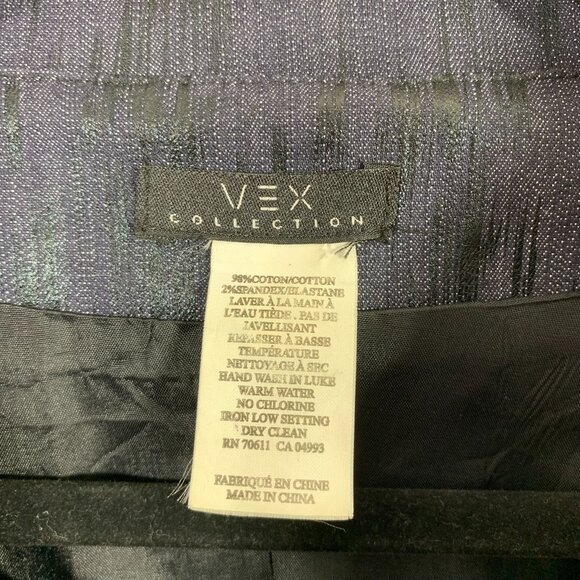 VEX
COLLECTION
98%COTON/COTTON
2%SPANDEX/ELASTANE
LAVER À LA MAIN À
L'EAU TIÈDE . PAS DE
JAVELLISANT
REPASSER À BASSE
TEMPÉRATURE
NETTOYAGE À SEC
HAND WASH IN LUKE
WARM WATER
NO CHLORINE
IRON LOW SETTING
DRY CLEAN
RN 70611 CA 04993
FABRIQUÉ EN CHINE
MADE IN CHINA